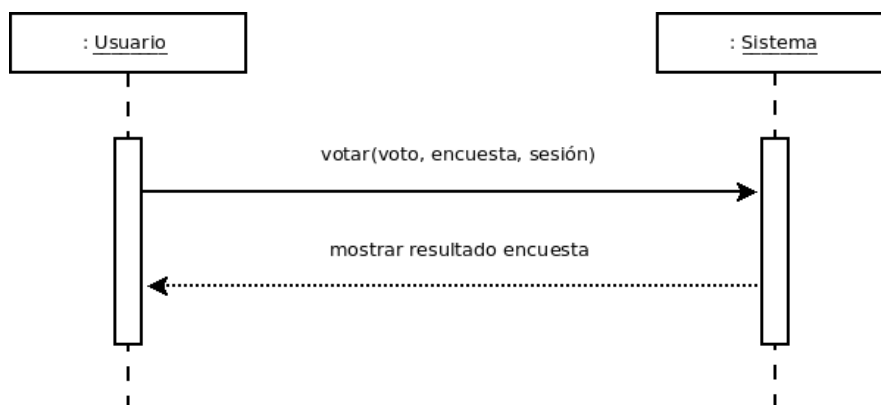 : Usuario
: Sistema
votar(voto, encuesta, sesión)
mostrar resultado encuesta